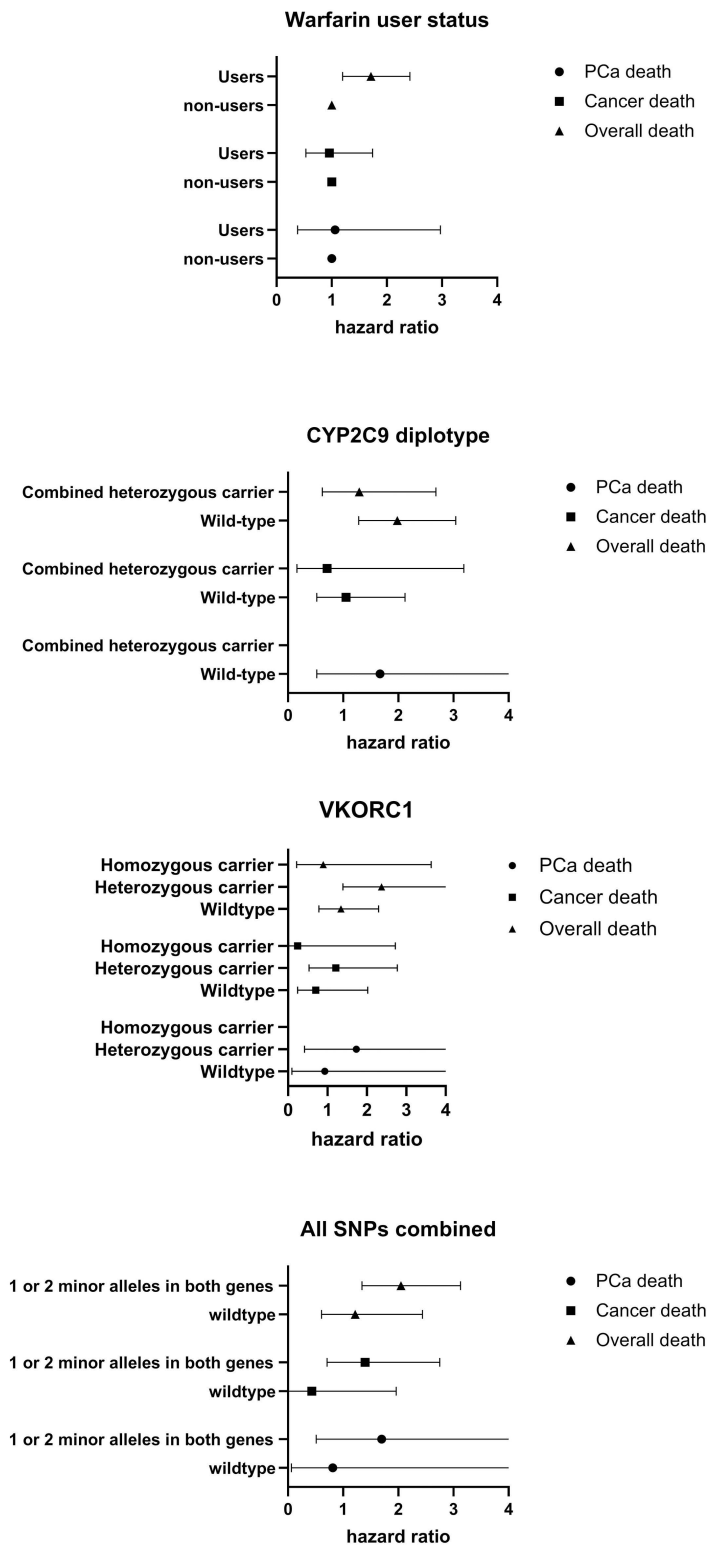 Warfarin user status
Users
non-users
Users
non-users
Users
non-users
0 1 2 3 4
hazard ratio
PCa death
Cancer death
Overall death
CYP2C9 diplotype
Combined heterozygous carrier
Wild-type
Combined heterozygous carrier
Wild-type
Combined heterozygous carrier
Wild-type
0 1 2 3 4
hazard ratio
PCa death
Cancer death
Overall death
VKORC1
Homozygous carrier
Heterozygous carrier
Wildtype
Homozygous carrier
Heterozygous carrier
Wildtype
Homozygous carrier
Heterozygous carrier
Wildtype
0 1 2 3 4
hazard ratio
PCa death
Cancer death
Overall death
All SNPs combined
1 or 2 minor alleles in both genes
wildtype
1 or 2 minor alleles in both genes
wildtype
1 or 2 minor alleles in both genes
wildtype
0 1 2 3 4
hazard ratio
PCa death
Cancer death
Overall death